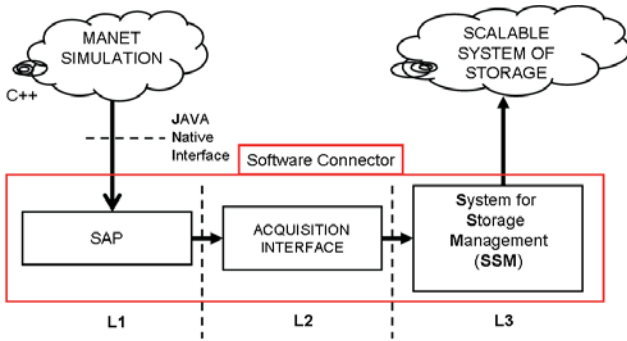 MANET
SIMULATION
C++
SCALABLE
SYSTEM OF
STORAGE
JAVA
Native
Interface
Software Connector
SAP
ACQUISITION
INTERFACE
System for
Storage
Management
(SSM)
L1
L2
L3